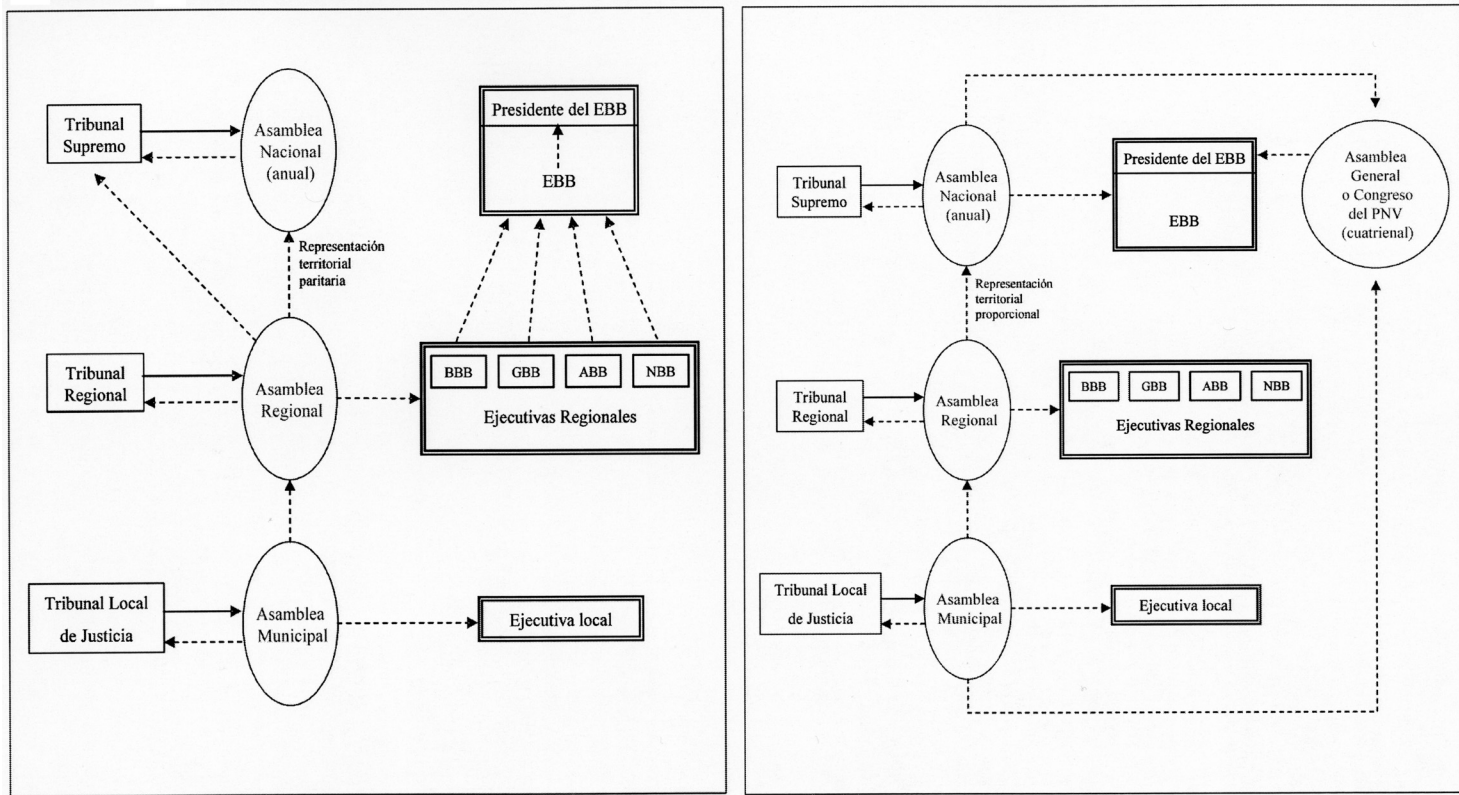 Presidente del EBB
EBB
Tribunal
Supremo
Asamblea
Nacional
(anual)
Representación
territorial
paritaria
BBB
GBB
ABB
NBB
Ejecutivas Regionales
Tribunal
Regional
Asamblea
Regional
Tribunal Local
de Justicia
Asamblea
Municipal
Ejecutiva local
Presidente del EBB
EBB
Asamblea
General
o Congreso
del PNV
(cuatrienal)
Tribunal
Supremo
Asamblea
Nacional
(anual)
Representación
territorial
proporcional
BBB
GBB
ABB
NBB
Ejecutivas Regionales
Tribunal
Regional
Asamblea
Regional
Tribunal Local
de Justicia
Asamblea
Municipal
Ejecutiva local